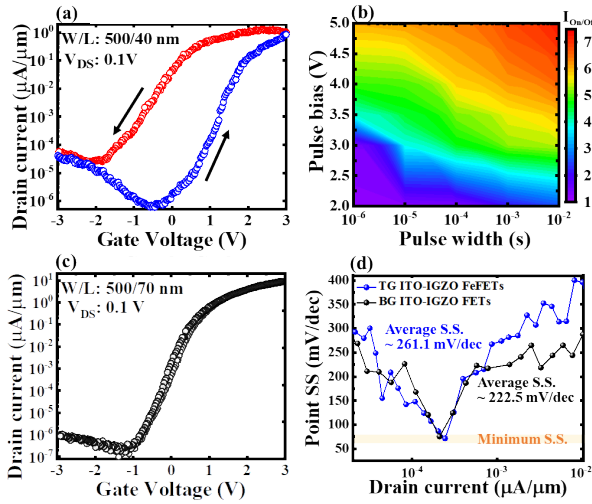 (a)
W/L: 500/40 nm
V_DS: 0.1V
Drain current (µA/µm)
10^0
10^-1
10^-2
10^-3
10^-4
10^-5
10^-6
-3 -2 -1 0 1 2 3
Gate Voltage (V)
(b)
I_On/Of
Pulse bias (V)
5.0
4.5
4.0
3.5
3.0
2.5
2.0
10^-6 10^-5 10^-4 10^-3 10^-2
Pulse width (s)
7
6
5
4
3
2
1
(c)
W/L: 500/70 nm
V_DS: 0.1 V
Drain current (µA/µm)
10^1
10^0
10^-1
10^-2
10^-3
10^-4
10^-5
10^-6
10^-7
-3 -2 -1 0 1 2 3
Gate Voltage (V)
(d)
TG ITO-IGZO FeFETs
BG ITO-IGZO FETs
Average S.S.
~ 261.1 mV/dec
Average S.S.
~ 222.5 mV/dec
Minimum S.S.
Point SS (mV/dec)
400
350
300
250
200
150
100
50
10^-4 10^-3 10^-2
Drain current (µA/µm)